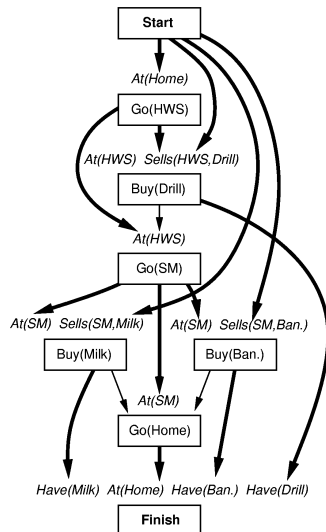 Start
At(Home)
Go(HWS)
At(HWS) Sells(HWS,Drill)
Buy(Drill)
At(HWS)
Go(SM)
At(SM) Sells(SM,Milk) At(SM) Sells(SM,Ban.)
Buy(Milk) Buy(Ban.)
At(SM)
Go(Home)
Have(Milk) At(Home) Have(Ban.) Have(Drill)
Finish